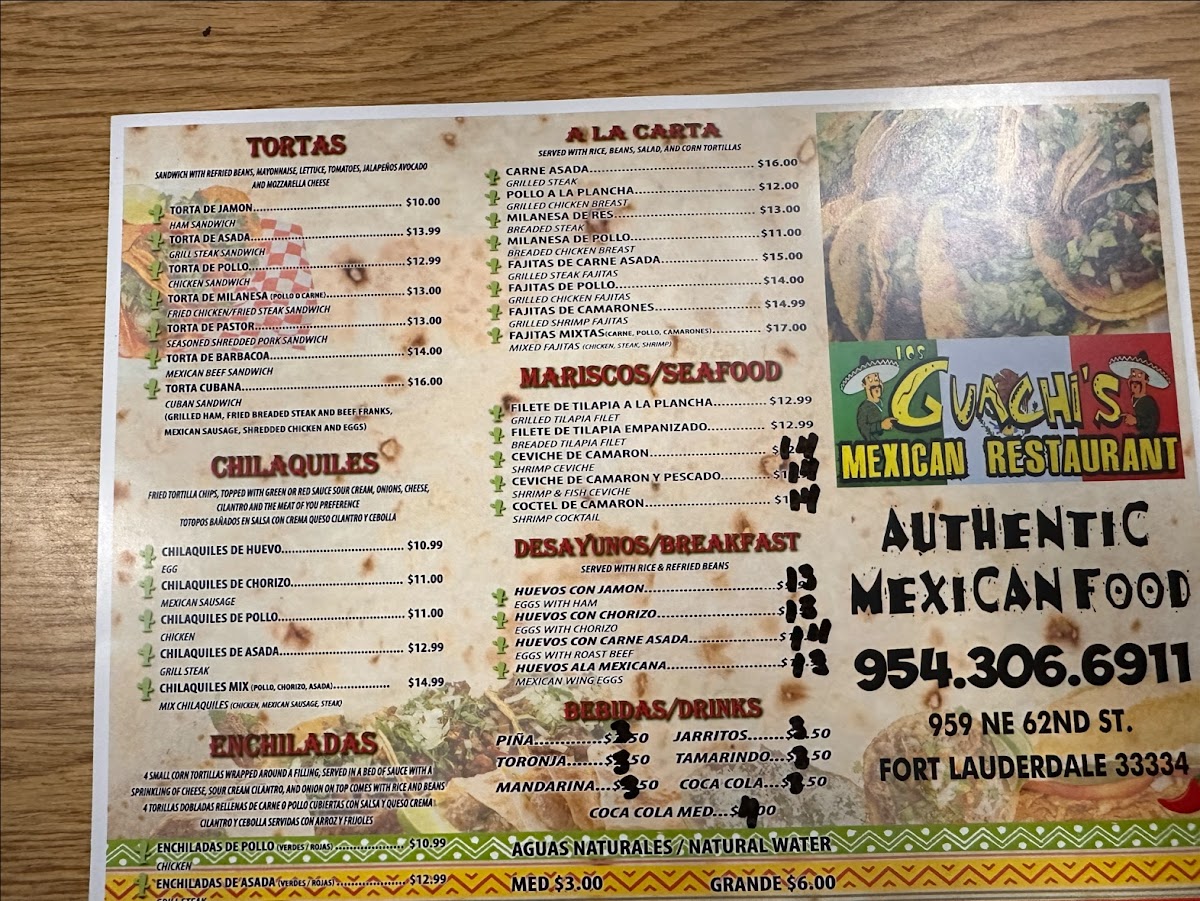 TORTAS
SANDWICH WITH REFRIED BEANS, MAYONNAISE, LETTUCE, TOMATOES, JALAPEÑOS AVOCADO
AND MOZZARELLA CHEESE
TORTA DE JAMON $10.00
HAM SANDWICH
TORTA DE ASADA $13.99
GRILL STEAK SANDWICH
TORTA DE POLLO $12.99
CHICKEN SANDWICH
TORTA DE MILANESA (POLLO O CARNE) $13.00
FRIED CHICKEN/FRIED STEAK SANDWICH
TORTA DE PASTOR $13.00
SEASONED SHREDDED PORK SANDWICH
TORTA DE BARBACOA $14.00
MEXICAN BEEF SANDWICH
TORTA CUBANA $16.00
CUBAN SANDWICH
(GRILLED HAM, FRIED BREADED STEAK AND BEEF FRANKS,
MEXICAN SAUSAGE, SHREDDED CHICKEN AND EGGS)
CHILAQUILES
FRIED TORTILLA CHIPS, TOPPED WITH GREEN OR RED SAUCE SOUR CREAM, ONIONS, CHEESE,
CILANTRO AND THE MEAT OF YOU PREFERENCE
TOTOPOS BAÑADOS EN SALSA CON CREMA QUESO CILANTRO Y CEBOLLA
CHILAQUILES DE HUEVO $10.99
EGG
CHILAQUILES DE CHORIZO $11.00
MEXICAN SAUSAGE
CHILAQUILES DE POLLO $11.00
CHICKEN
CHILAQUILES DE ASADA $12.99
GRILL STEAK
CHILAQUILES MIX (POLLO, CHORIZO, ASADA) $14.99
MIX CHILAQUILES (CHICKEN, MEXICAN SAUSAGE, STEAK)
ENCHILADAS
4 SMALL CORN TORTILLAS WRAPPED AROUND A FILLING, SERVED IN A BED OF SAUCE WITH A
SPRINKLING OF CHEESE, SOUR CREAM CILANTRO, AND ONION ON TOP COMES WITH RICE AND BEANS
4 TORILLAS DOBLADAS RELLENAS DE CARNE O POLLO CUBIERTAS CON SALSA Y QUESO CREMA
CILANTRO Y CEBOLLA SERVIDAS CON ARROZ Y FRIJOLES
ENCHILADAS DE POLLO (VERDES / ROJAS) $10.99
CHICKEN
ENCHILADAS DE ASADA (VERDES / ROJAS) $12.99
GRILL STEAK
A LA CARTA
SERVED WITH RICE, BEANS, SALAD, AND CORN TORTILLAS
CARNE ASADA $16.00
GRILLED STEAK
POLLO A LA PLANCHA $12.00
GRILLED CHICKEN BREAST
MILANESA DE RES $13.00
BREADED STEAK
MILANESA DE POLLO $11.00
BREADED CHICKEN BREAST
FAJITAS DE CARNE ASADA $15.00
GRILLED STEAK FAJITAS
FAJITAS DE POLLO $14.00
GRILLED CHICKEN FAJITAS
FAJITAS DE CAMARONES $14.99
GRILLED SHRIMP FAJITAS
FAJITAS MIXTAS (CARNE, POLLO, CAMARONES) $17.00
MIXED FAJITAS (CHICKEN, STEAK, SHRIMP)
MARISCOS/SEAFOOD
FILETE DE TILAPIA A LA PLANCHA $12.99
GRILLED TILAPIA FILET
FILETE DE TILAPIA EMPANIZADO $12.99
BREADED TILAPIA FILET
CEVICHE DE CAMARON $14
SHRIMP CEVICHE
CEVICHE DE CAMARON Y PESCADO $14
SHRIMP & FISH CEVICHE
COCTEL DE CAMARON $14
SHRIMP COCKTAIL
DESAYUNOS/BREAKFAST
SERVED WITH RICE & REFRIED BEANS
HUEVOS CON JAMON $13
EGGS WITH HAM
HUEVOS CON CHORIZO $13
EGGS WITH CHORIZO
HUEVOS CON CARNE ASADA $14
EGGS WITH ROAST BEEF
HUEVOS ALA MEXICANA $13
MEXICAN WING EGGS
BEBIDAS/DRINKS
PIÑA $3.50 JARRITOS $3.50
TORONJA $3.50 TAMARINDO $3.50
MANDARINA $3.50 COCA COLA $3.50
COCA COLA MED $4.00
AGUAS NATURALES / NATURAL WATER
MED $3.00 GRANDE $6.00
LOS
GUACHI'S
MEXICAN RESTAURANT
AUTHENTIC
MEXICAN FOOD
954.306.6911
959 NE 62ND ST.
FORT LAUDERDALE 33334